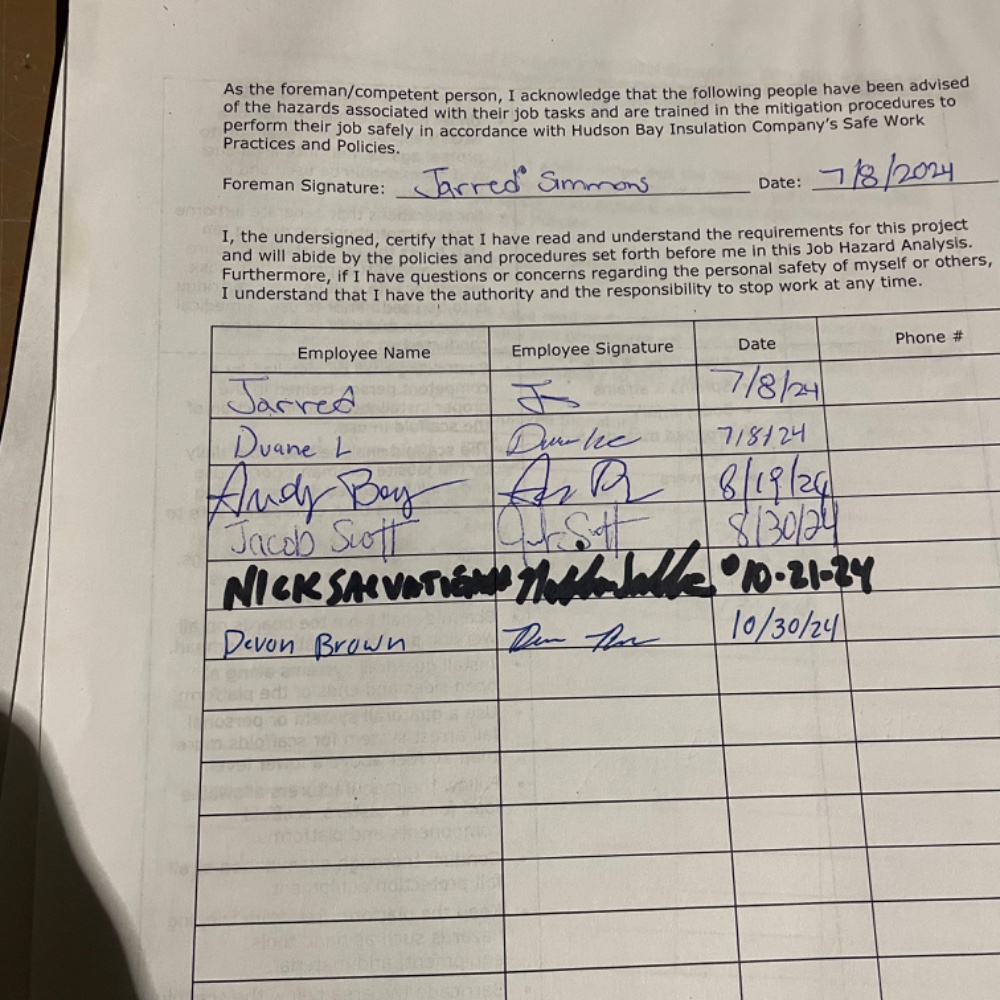 As the foreman/competent person, I acknowledge that the following people have been advised
of the hazards associated with their job tasks and are trained in the mitigation procedures to
perform their job safely in accordance with Hudson Bay Insulation Company's Safe Work
Practices and Policies.
Foreman Signature: Jarred Simmons Date: 7/8/2024
I, the undersigned, certify that I have read and understand the requirements for this project
and will abide by the policies and procedures set forth before me in this Job Hazard Analysis.
Furthermore, if I have questions or concerns regarding the personal safety of myself or others,
I understand that I have the authority and the responsibility to stop work at any time.
Employee Name Employee Signature Date Phone #
Jarred 7/8/24
Duane L 7/8/24
Andy 8/19/24
Jacob Scott 8/30/24
NICK 10-21-24
Devon Brown 10/30/24